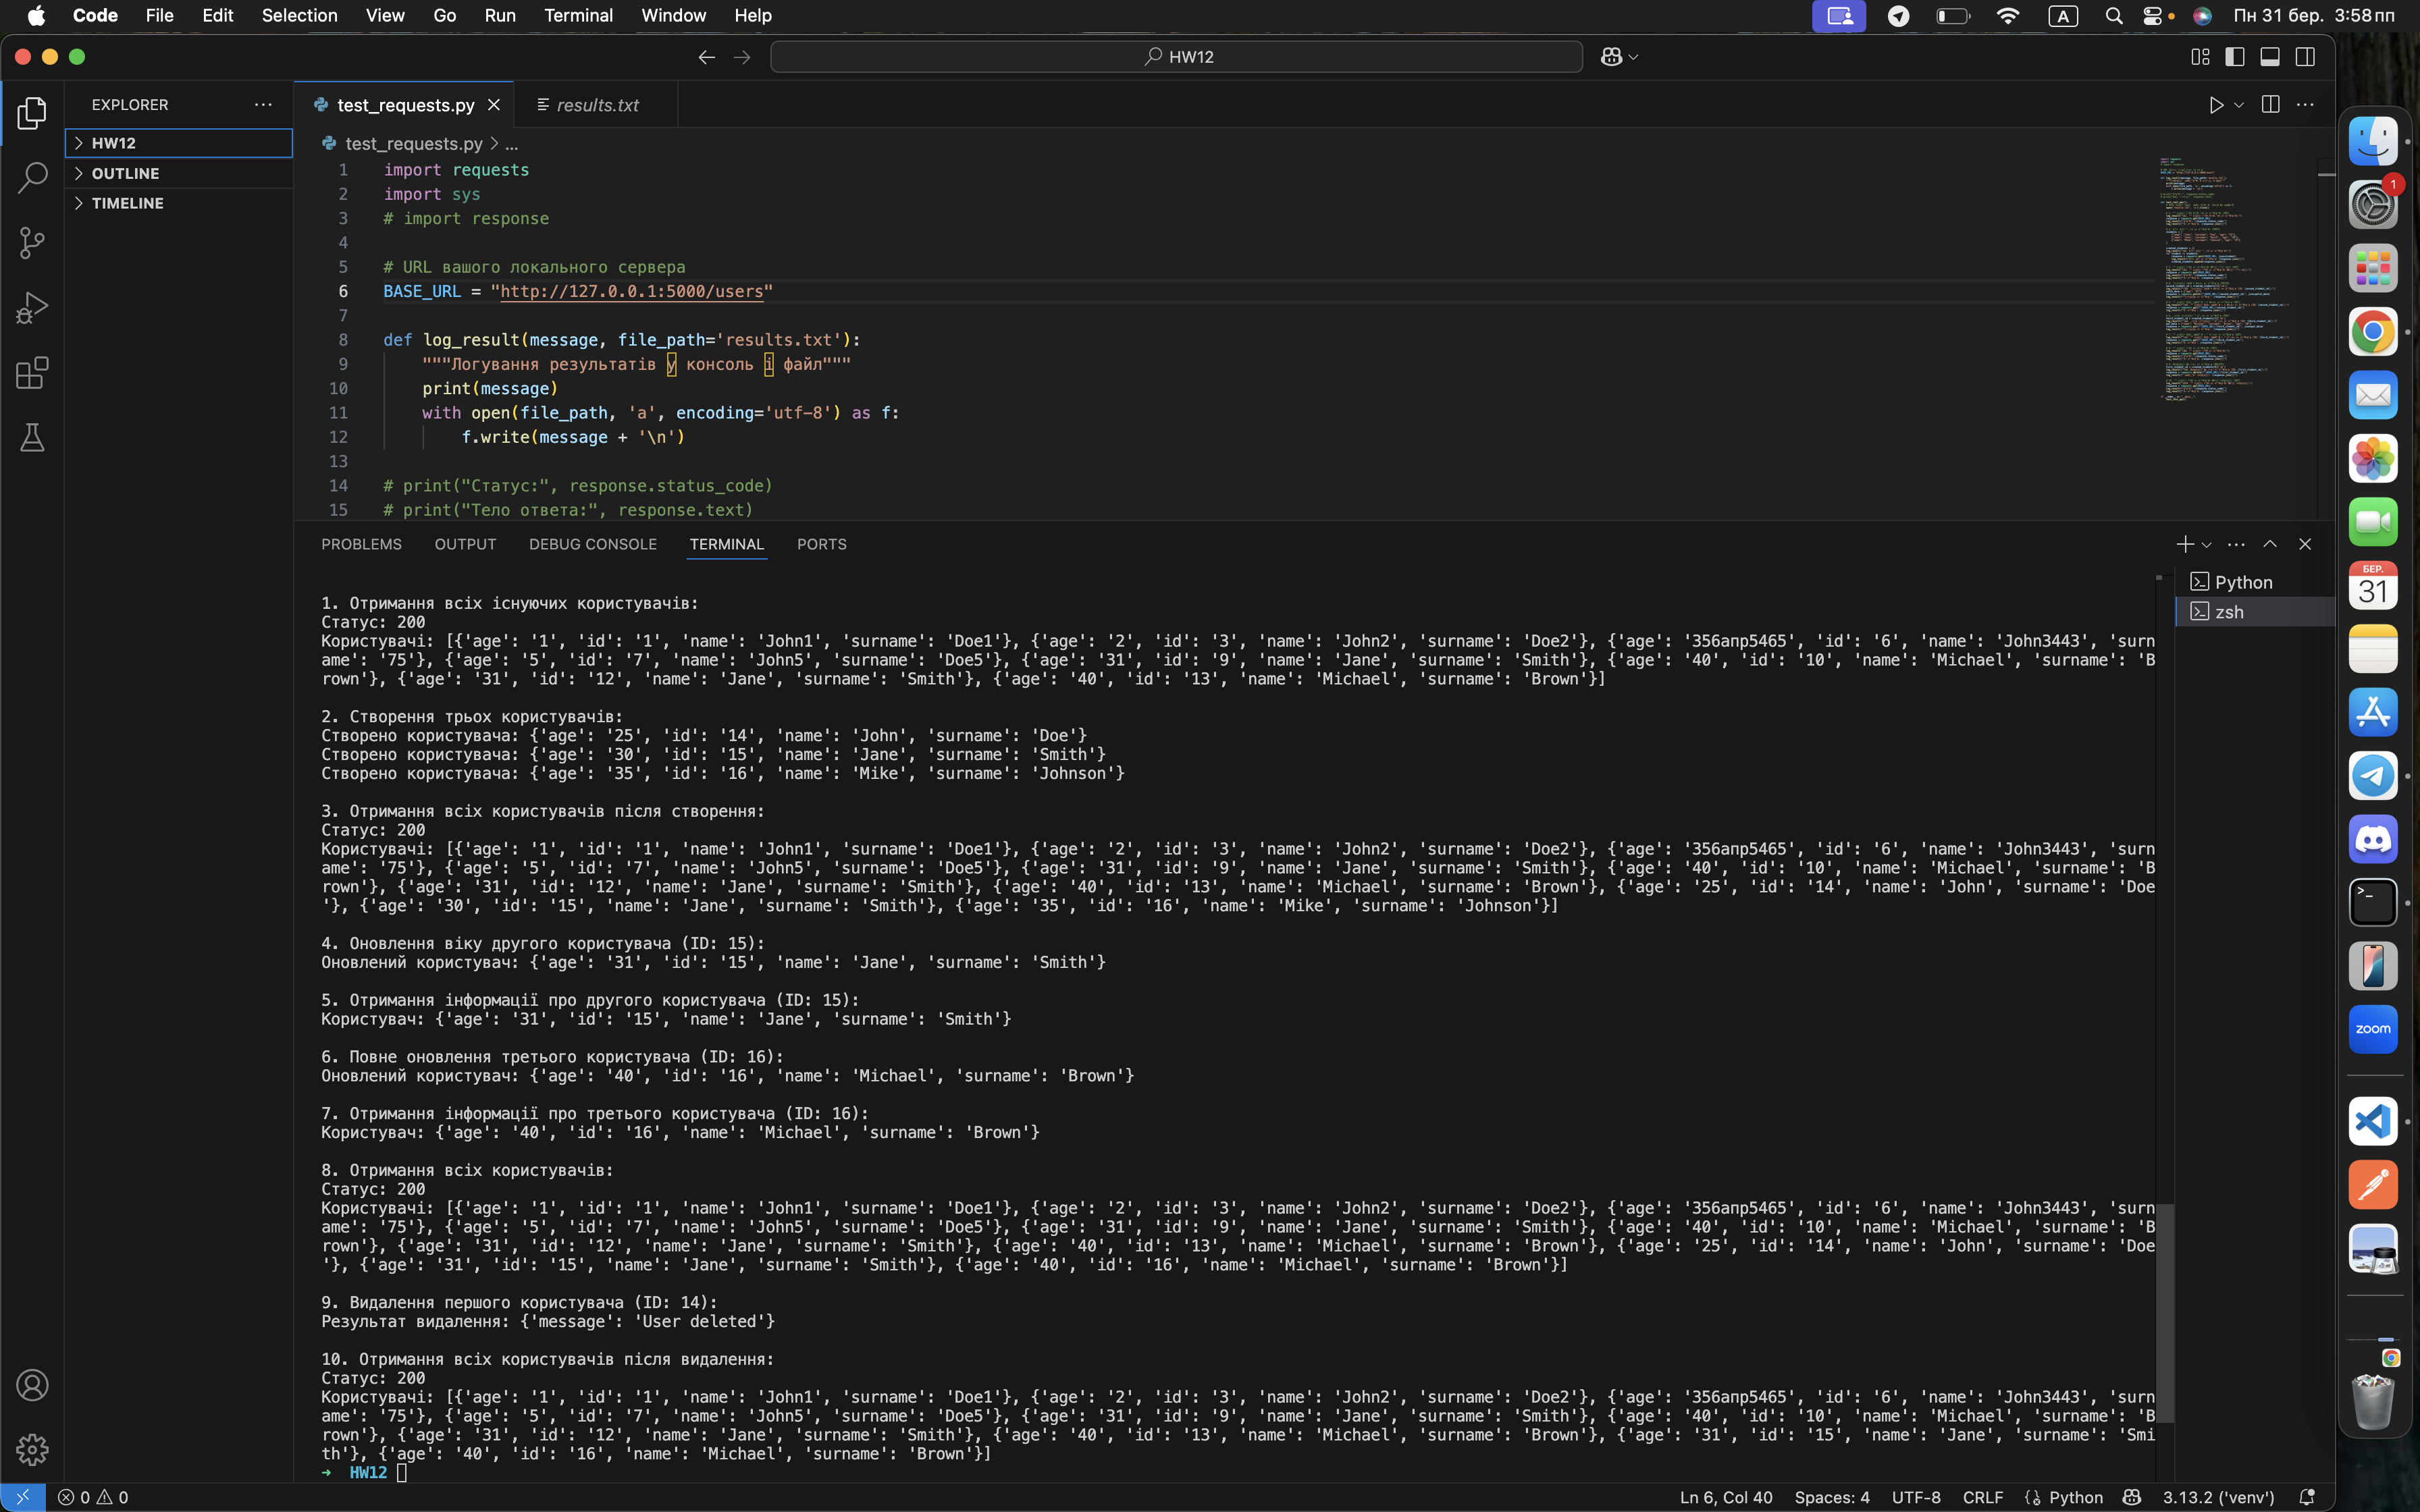 Code File Edit Selection View Go Run Terminal Window Help A Пн 31 бер. 3:58 пп
HW12
EXPLORER
HW12
OUTLINE
TIMELINE
test_requests.py results.txt
test_requests.py > ...
1 import requests
2 import sys
3 # import response
4
5 # URL вашого локального сервера
6 BASE_URL = "http://127.0.0.1:5000/users"
7
8 def log_result(message, file_path='results.txt'):
9 """Логування результатів у консоль і файл"""
10 print(message)
11 with open(file_path, 'a', encoding='utf-8') as f:
12 f.write(message + '\n')
13
14 # print("Статус:", response.status_code)
15 # print("Тело ответа:", response.text)
PROBLEMS OUTPUT DEBUG CONSOLE TERMINAL PORTS
Python
zsh
1. Отримання всіх існуючих користувачів:
Статус: 200
Користувачі: [{'age': '1', 'id': '1', 'name': 'John1', 'surname': 'Doe1'}, {'age': '2', 'id': '3', 'name': 'John2', 'surname': 'Doe2'}, {'age': '356апр5465', 'id': '6', 'name': 'John3443', 'surn
ame': '75'}, {'age': '5', 'id': '7', 'name': 'John5', 'surname': 'Doe5'}, {'age': '31', 'id': '9', 'name': 'Jane', 'surname': 'Smith'}, {'age': '40', 'id': '10', 'name': 'Michael', 'surname': 'B
rown'}, {'age': '31', 'id': '12', 'name': 'Jane', 'surname': 'Smith'}, {'age': '40', 'id': '13', 'name': 'Michael', 'surname': 'Brown'}]
2. Створення трьох користувачів:
Створено користувача: {'age': '25', 'id': '14', 'name': 'John', 'surname': 'Doe'}
Створено користувача: {'age': '30', 'id': '15', 'name': 'Jane', 'surname': 'Smith'}
Створено користувача: {'age': '35', 'id': '16', 'name': 'Mike', 'surname': 'Johnson'}
3. Отримання всіх користувачів після створення:
Статус: 200
Користувачі: [{'age': '1', 'id': '1', 'name': 'John1', 'surname': 'Doe1'}, {'age': '2', 'id': '3', 'name': 'John2', 'surname': 'Doe2'}, {'age': '356апр5465', 'id': '6', 'name': 'John3443', 'surn
ame': '75'}, {'age': '5', 'id': '7', 'name': 'John5', 'surname': 'Doe5'}, {'age': '31', 'id': '9', 'name': 'Jane', 'surname': 'Smith'}, {'age': '40', 'id': '10', 'name': 'Michael', 'surname': 'B
rown'}, {'age': '31', 'id': '12', 'name': 'Jane', 'surname': 'Smith'}, {'age': '40', 'id': '13', 'name': 'Michael', 'surname': 'Brown'}, {'age': '25', 'id': '14', 'name': 'John', 'surname': 'Doe
'}, {'age': '30', 'id': '15', 'name': 'Jane', 'surname': 'Smith'}, {'age': '35', 'id': '16', 'name': 'Mike', 'surname': 'Johnson'}]
4. Оновлення віку другого користувача (ID: 15):
Оновлений користувач: {'age': '31', 'id': '15', 'name': 'Jane', 'surname': 'Smith'}
5. Отримання інформації про другого користувача (ID: 15):
Користувач: {'age': '31', 'id': '15', 'name': 'Jane', 'surname': 'Smith'}
6. Повне оновлення третього користувача (ID: 16):
Оновлений користувач: {'age': '40', 'id': '16', 'name': 'Michael', 'surname': 'Brown'}
7. Отримання інформації про третього користувача (ID: 16):
Користувач: {'age': '40', 'id': '16', 'name': 'Michael', 'surname': 'Brown'}
8. Отримання всіх користувачів:
Статус: 200
Користувачі: [{'age': '1', 'id': '1', 'name': 'John1', 'surname': 'Doe1'}, {'age': '2', 'id': '3', 'name': 'John2', 'surname': 'Doe2'}, {'age': '356апр5465', 'id': '6', 'name': 'John3443', 'surn
ame': '75'}, {'age': '5', 'id': '7', 'name': 'John5', 'surname': 'Doe5'}, {'age': '31', 'id': '9', 'name': 'Jane', 'surname': 'Smith'}, {'age': '40', 'id': '10', 'name': 'Michael', 'surname': 'B
rown'}, {'age': '31', 'id': '12', 'name': 'Jane', 'surname': 'Smith'}, {'age': '40', 'id': '13', 'name': 'Michael', 'surname': 'Brown'}, {'age': '25', 'id': '14', 'name': 'John', 'surname': 'Doe
'}, {'age': '31', 'id': '15', 'name': 'Jane', 'surname': 'Smith'}, {'age': '40', 'id': '16', 'name': 'Michael', 'surname': 'Brown'}]
9. Видалення першого користувача (ID: 14):
Результат видалення: {'message': 'User deleted'}
10. Отримання всіх користувачів після видалення:
Статус: 200
Користувачі: [{'age': '1', 'id': '1', 'name': 'John1', 'surname': 'Doe1'}, {'age': '2', 'id': '3', 'name': 'John2', 'surname': 'Doe2'}, {'age': '356апр5465', 'id': '6', 'name': 'John3443', 'surn
ame': '75'}, {'age': '5', 'id': '7', 'name': 'John5', 'surname': 'Doe5'}, {'age': '31', 'id': '9', 'name': 'Jane', 'surname': 'Smith'}, {'age': '40', 'id': '10', 'name': 'Michael', 'surname': 'B
rown'}, {'age': '31', 'id': '12', 'name': 'Jane', 'surname': 'Smith'}, {'age': '40', 'id': '13', 'name': 'Michael', 'surname': 'Brown'}, {'age': '31', 'id': '15', 'name': 'Jane', 'surname': 'Smi
th'}, {'age': '40', 'id': '16', 'name': 'Michael', 'surname': 'Brown'}]
→ HW12
0 0 Ln 6, Col 40 Spaces: 4 UTF-8 CRLF Python 3.13.2 ('venv')
1
БЕР.
31
zoom